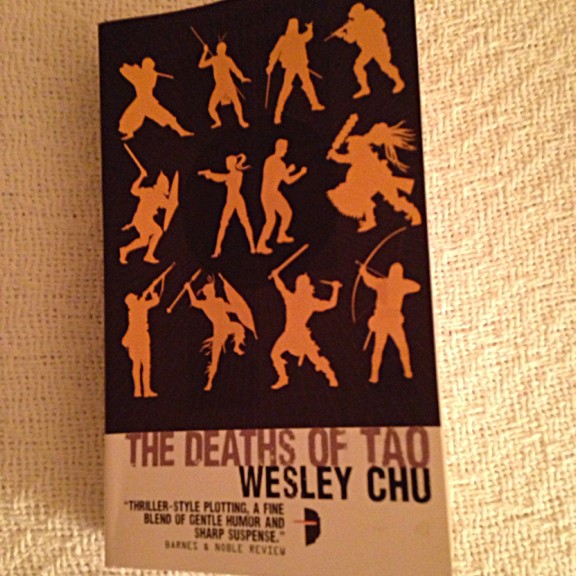 THE DEATHS OF TAO
WESLEY CHU
"THRILLER-STYLE PLOTTING, A FINE
BLEND OF GENTLE HUMOR AND
SHARP SUSPENSE."
BARNES & NOBLE REVIEW